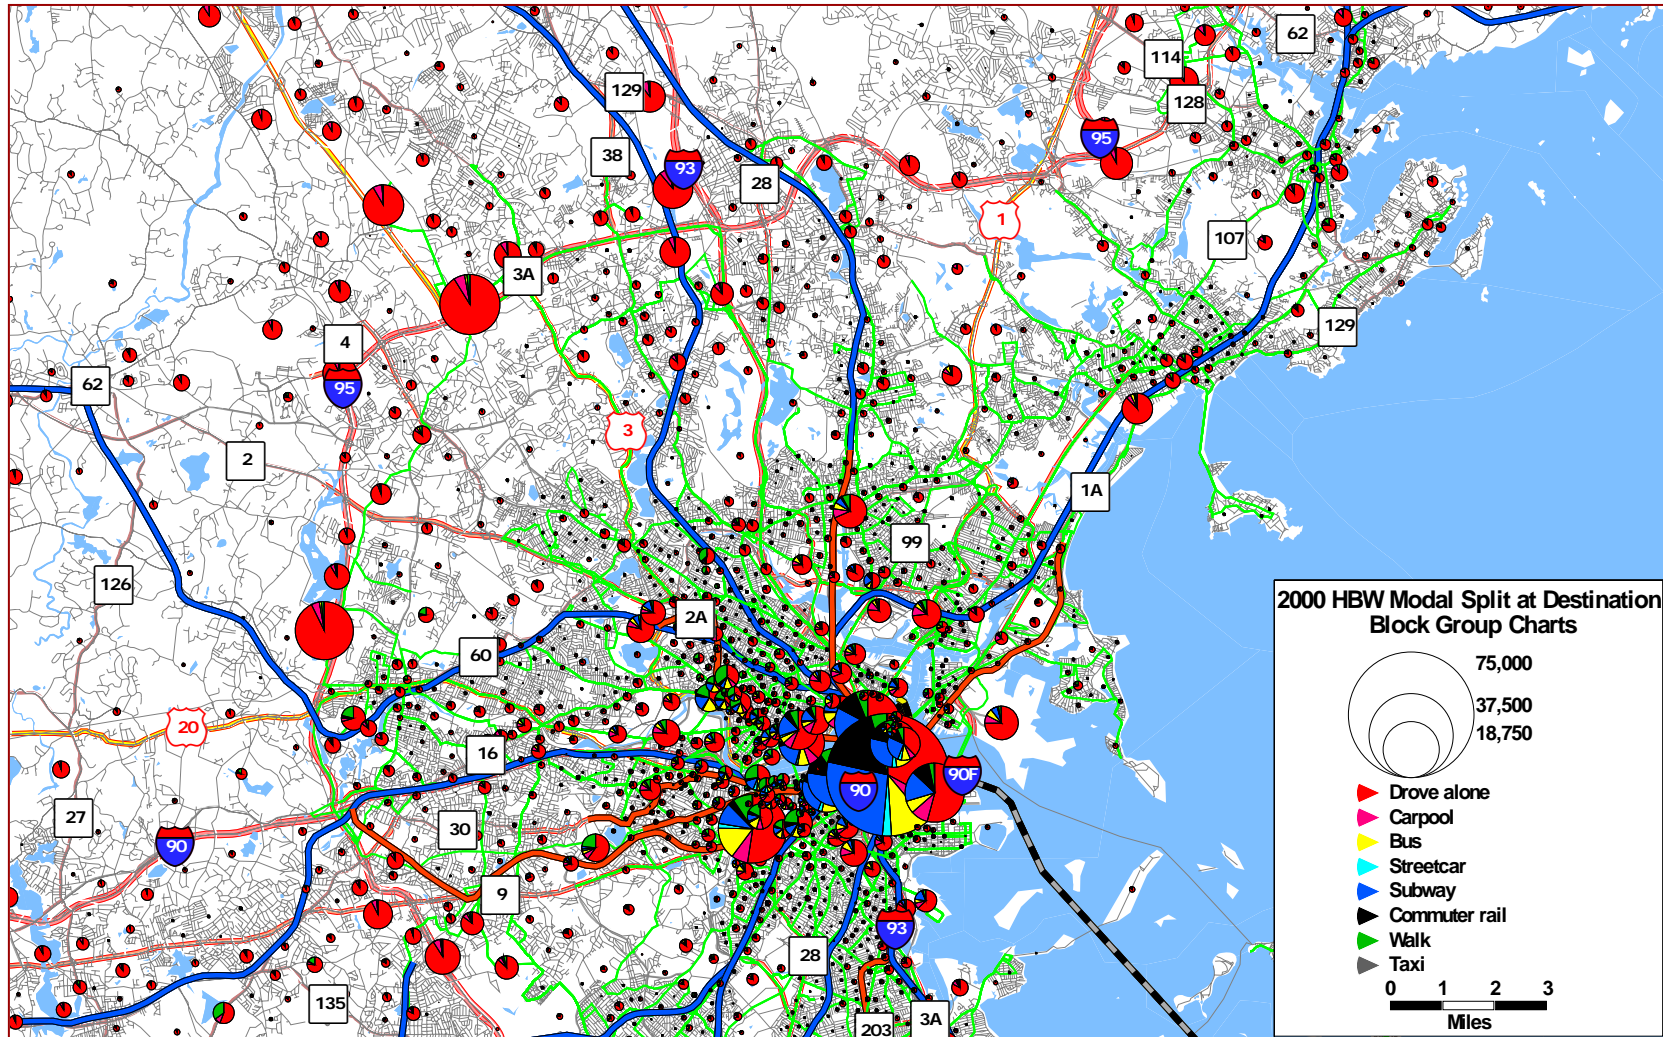 62
114
129
128
95
38
93
28
1
107
3A
129
4
62
95
3
2
1A
99
126
2A
60
20
16
90F
90
27
30
90
9
93
28
135
3A
203
2000 HBW Modal Split at Destination
Block Group Charts
75,000
37,500
18,750
Drove alone
Carpool
Bus
Streetcar
Subway
Commuter rail
Walk
Taxi
0 1 2 3
Miles